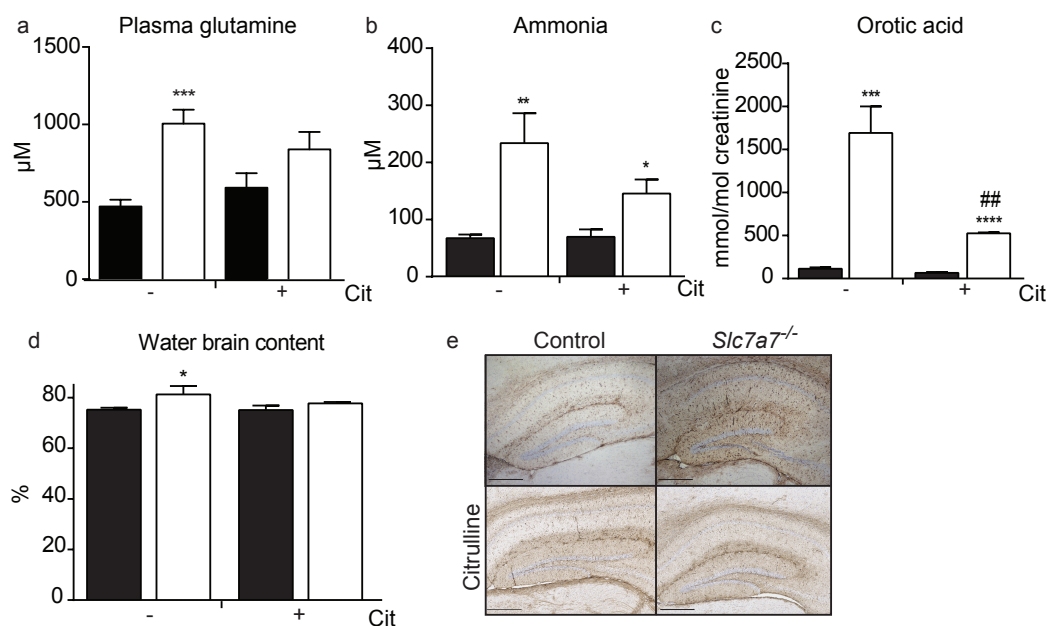 a Plasma glutamine
1500
1000
500
0
µM
***
- + Cit
b Ammonia
400
300
200
100
0
µM
**
*
- + Cit
c Orotic acid
2500
2000
1500
1000
500
0
mmol/mol creatinine
***
##
****
- + Cit
d Water brain content
80
60
40
20
0
%
*
- + Cit
e Control Slc7a7-/-
Citrulline